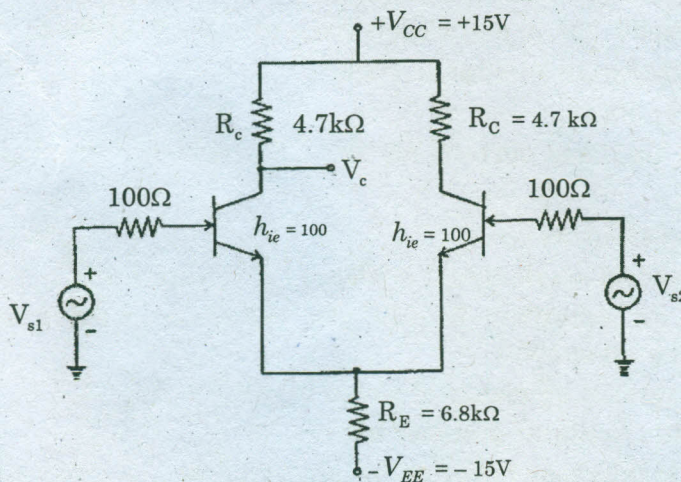 +V_CC = +15V
R_c 4.7kΩ
R_C = 4.7 kΩ
V_c
100Ω
100Ω
h_ie = 100
h_ie = 100
+
-
V_s1
+
-
V_s2
R_E = 6.8kΩ
- V_EE = - 15V